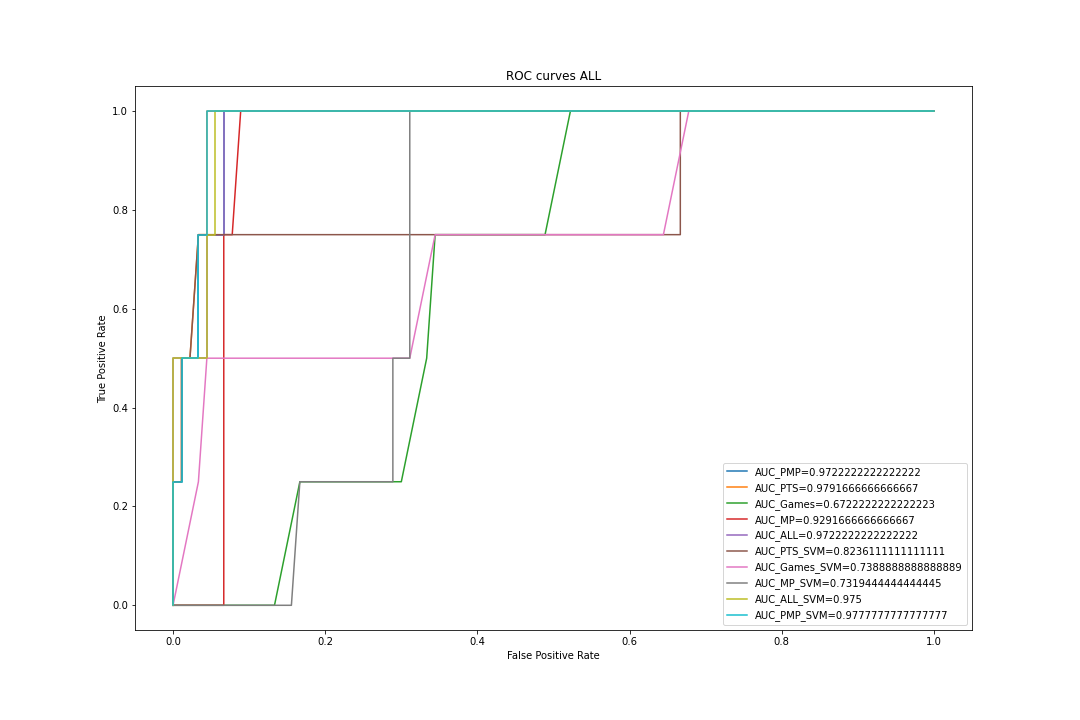 ROC curves ALL
1.0
0.8
0.6
0.4
0.2
0.0
True Positive Rate
AUC_PMP=0.9722222222222222
AUC_PTS=0.9791666666666667
AUC_Games=0.6722222222222223
AUC_MP=0.9291666666666667
AUC_ALL=0.9722222222222222
AUC_PTS_SVM=0.8236111111111111
AUC_Games_SVM=0.7388888888888889
AUC_MP_SVM=0.7319444444444445
AUC_ALL_SVM=0.975
AUC_PMP_SVM=0.9777777777777777
0.0 0.2 0.4 0.6 0.8 1.0
False Positive Rate